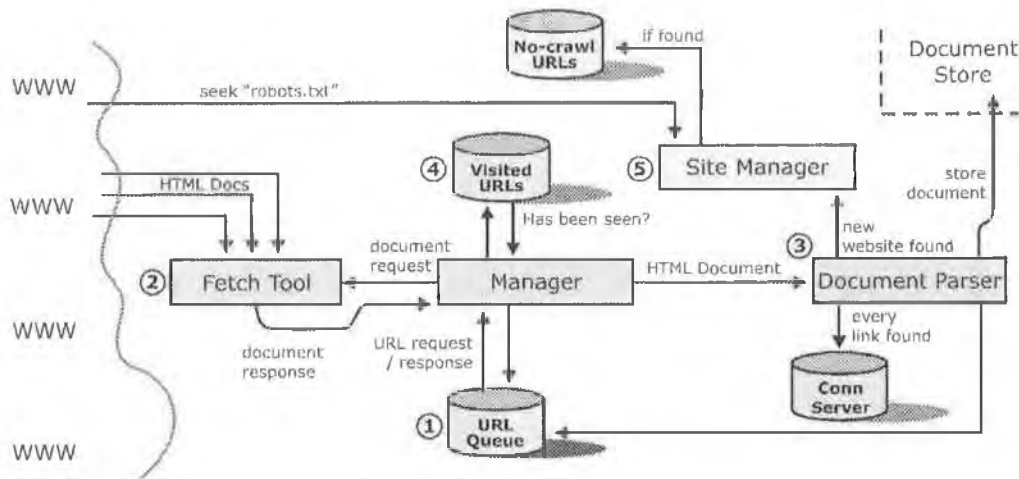 No-crawl
URLs
if found
Document
Store
WWW
seek "robots.txt"
④
Visited
URLs
⑤
Site Manager
HTML Docs
store
document
WWW
Has been seen?
new
website found
③
document
request
②
Fetch Tool
Manager
HTML Document
Document Parser
WWW
document
response
URL request
/ response
every
link found
Conn
Server
①
URL
Queue
WWW